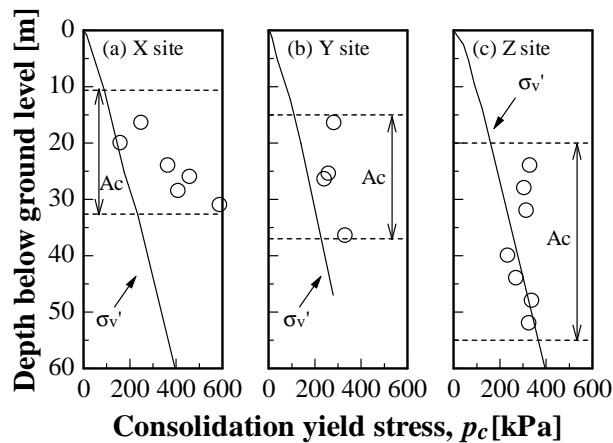 Depth below ground level [m]
0
10
20
30
40
50
60
(a) X site
Ac
σv'
0 200 400 600
(b) Y site
Ac
σv'
0 200 400 600
(c) Z site
σv'
Ac
0 200 400 600
Consolidation yield stress, pc [kPa]